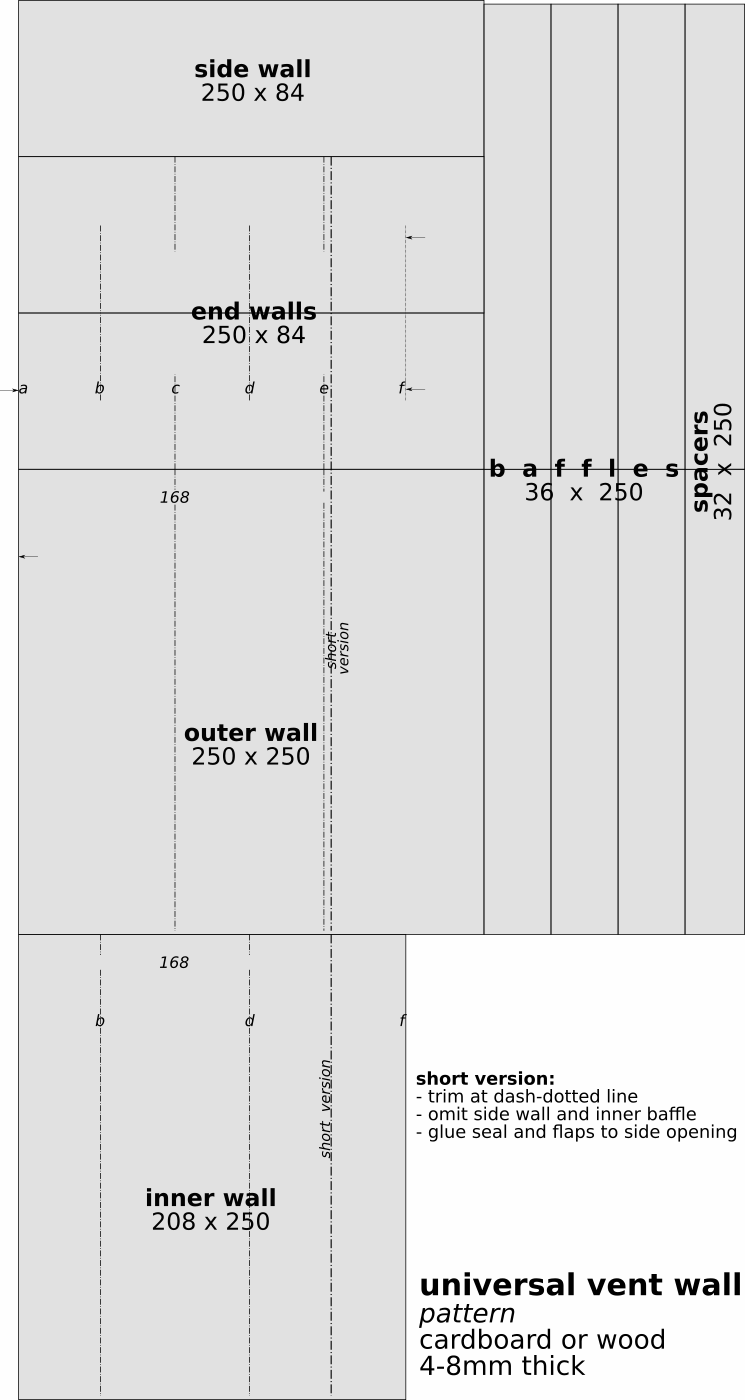 side wall
250 x 84
end walls
250 x 84
a b c d e f
168
baffles
36 x 250
spacers
32 x 250
short
version
outer wall
250 x 250
168
b d f
short version
short version:
- trim at dash-dotted line
- omit side wall and inner baffle
- glue seal and flaps to side opening
inner wall
208 x 250
universal vent wall
pattern
cardboard or wood
4-8mm thick